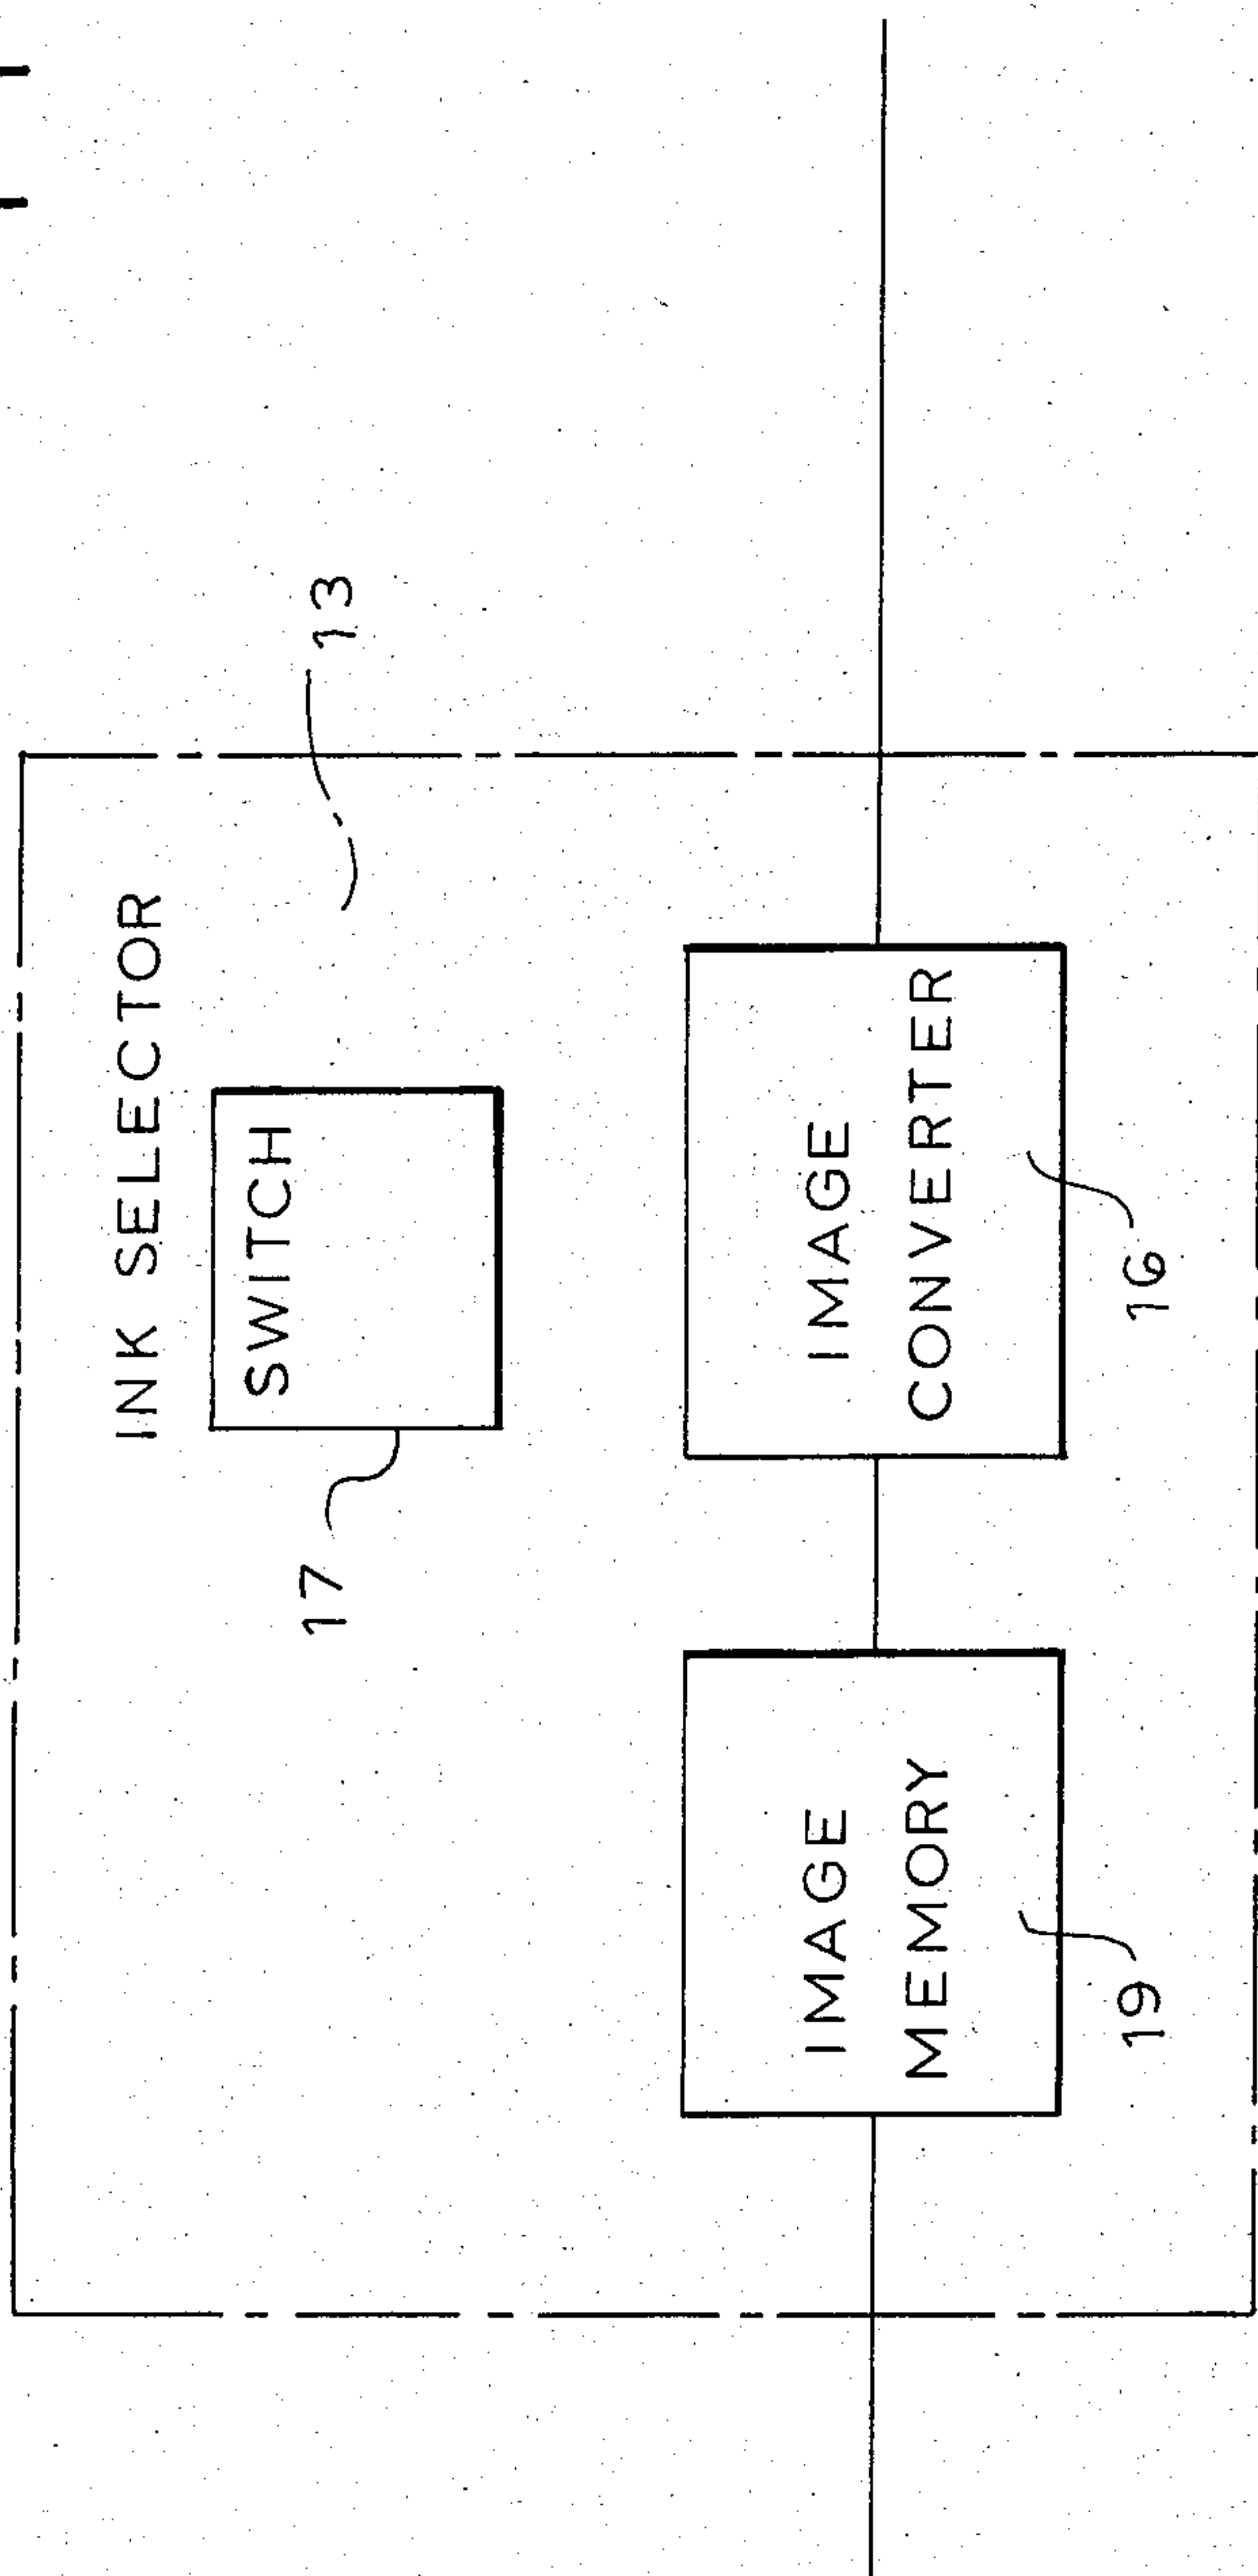 INK SELECTOR
13
17
SWITCH
IMAGE
MEMORY
19
IMAGE
CONVERTER
16